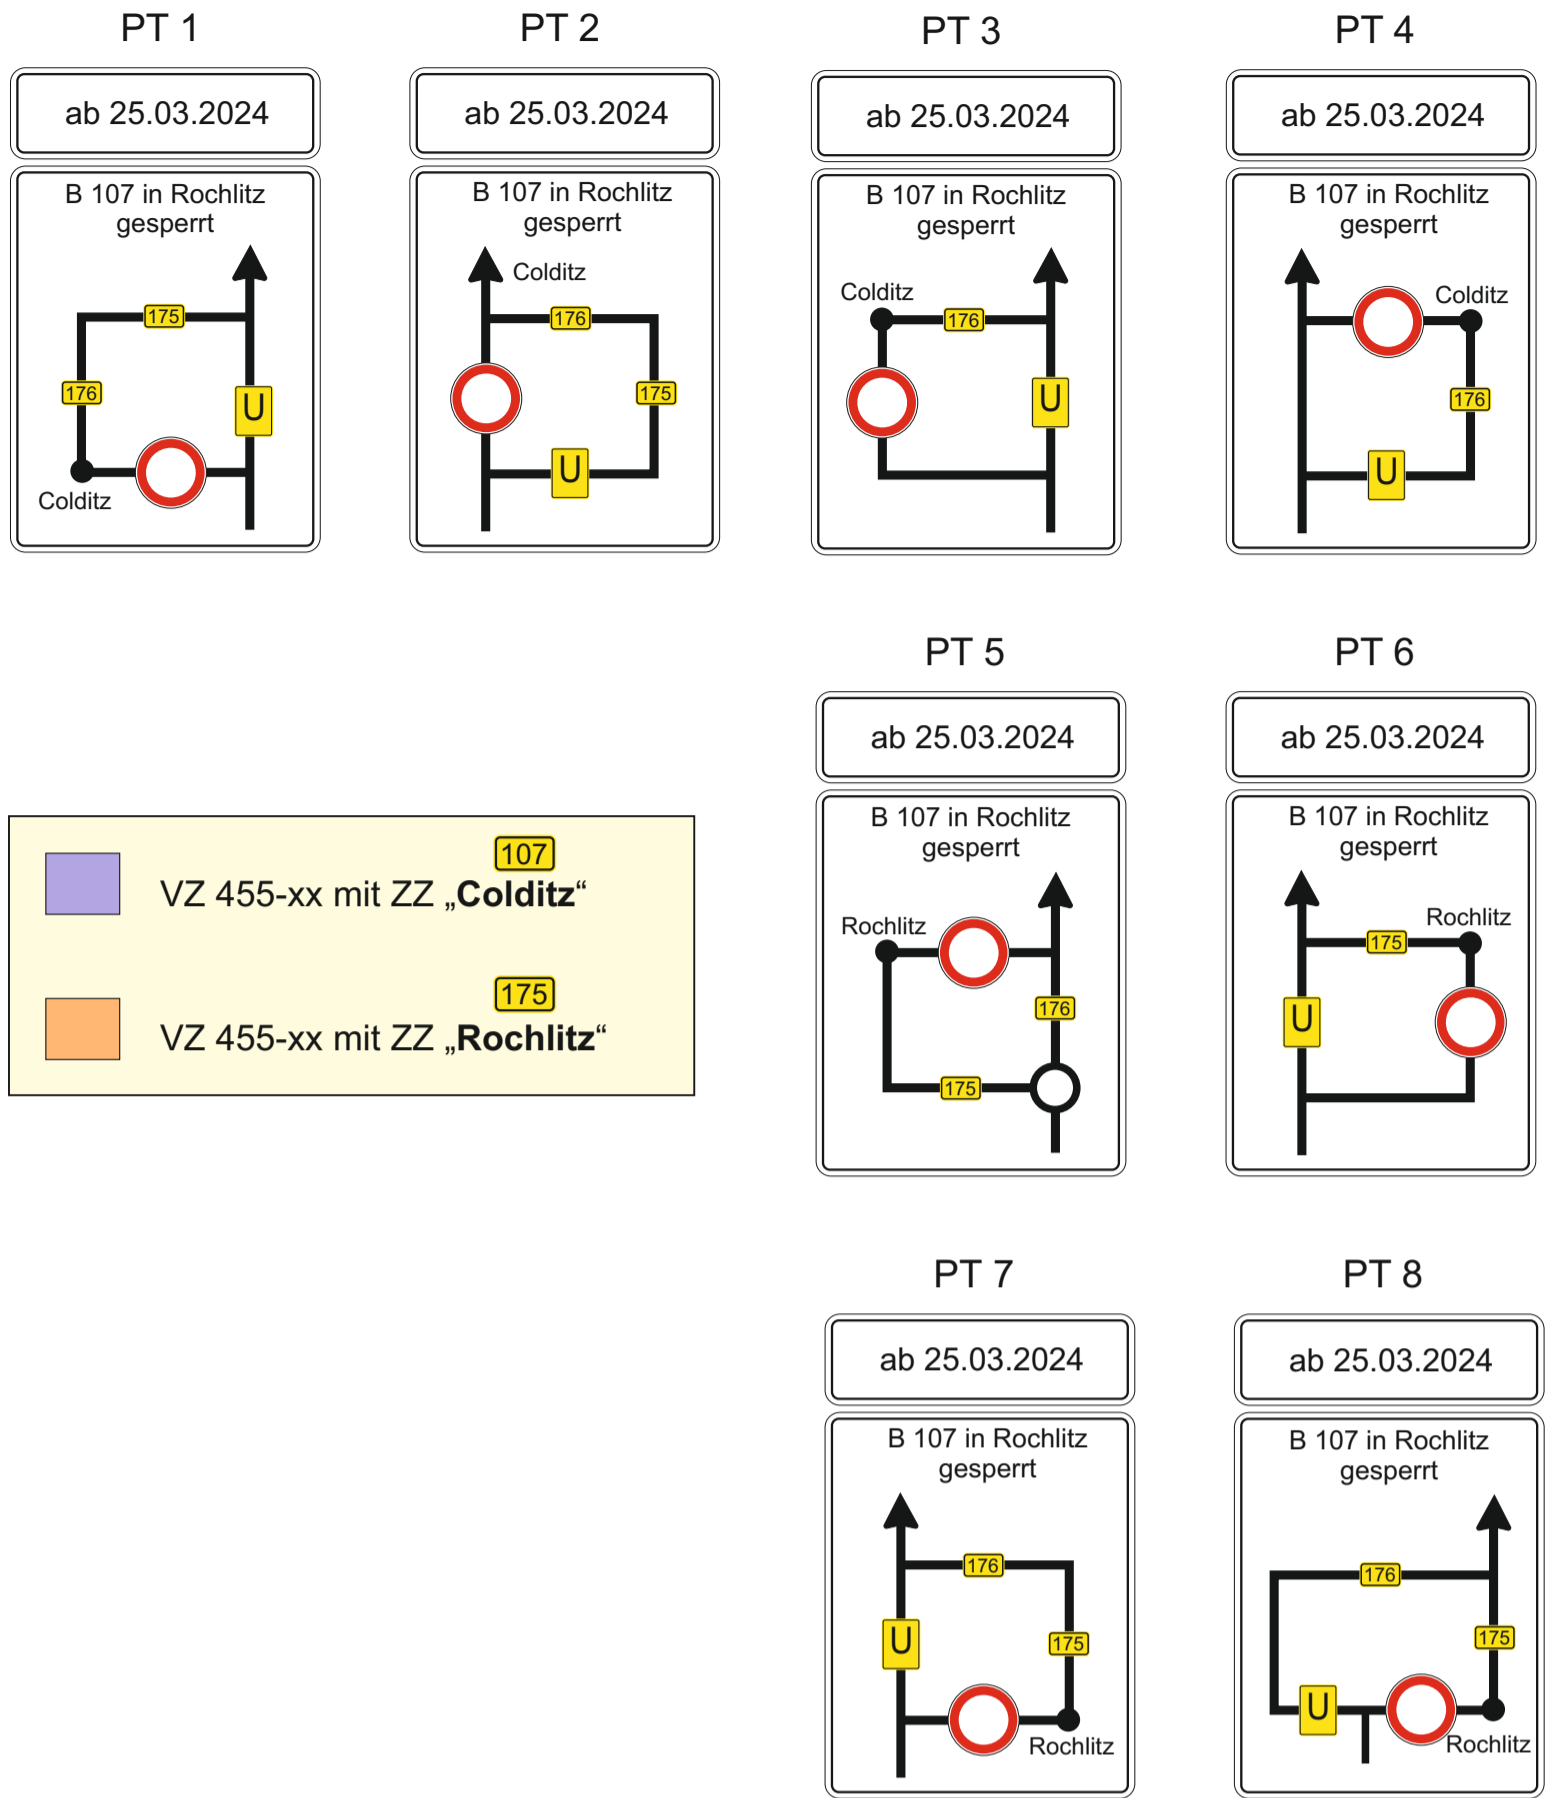 PT 1
ab 25.03.2024
B 107 in Rochlitz
gesperrt
175
176
U
Colditz
PT 2
ab 25.03.2024
B 107 in Rochlitz
gesperrt
Colditz
176
175
U
PT 3
ab 25.03.2024
B 107 in Rochlitz
gesperrt
Colditz
176
U
PT 4
ab 25.03.2024
B 107 in Rochlitz
gesperrt
Colditz
176
U
107
VZ 455-xx mit ZZ „Colditz“
175
VZ 455-xx mit ZZ „Rochlitz“
PT 5
ab 25.03.2024
B 107 in Rochlitz
gesperrt
Rochlitz
176
175
PT 6
ab 25.03.2024
B 107 in Rochlitz
gesperrt
Rochlitz
175
U
PT 7
ab 25.03.2024
B 107 in Rochlitz
gesperrt
176
U
175
Rochlitz
PT 8
ab 25.03.2024
B 107 in Rochlitz
gesperrt
176
175
U
Rochlitz